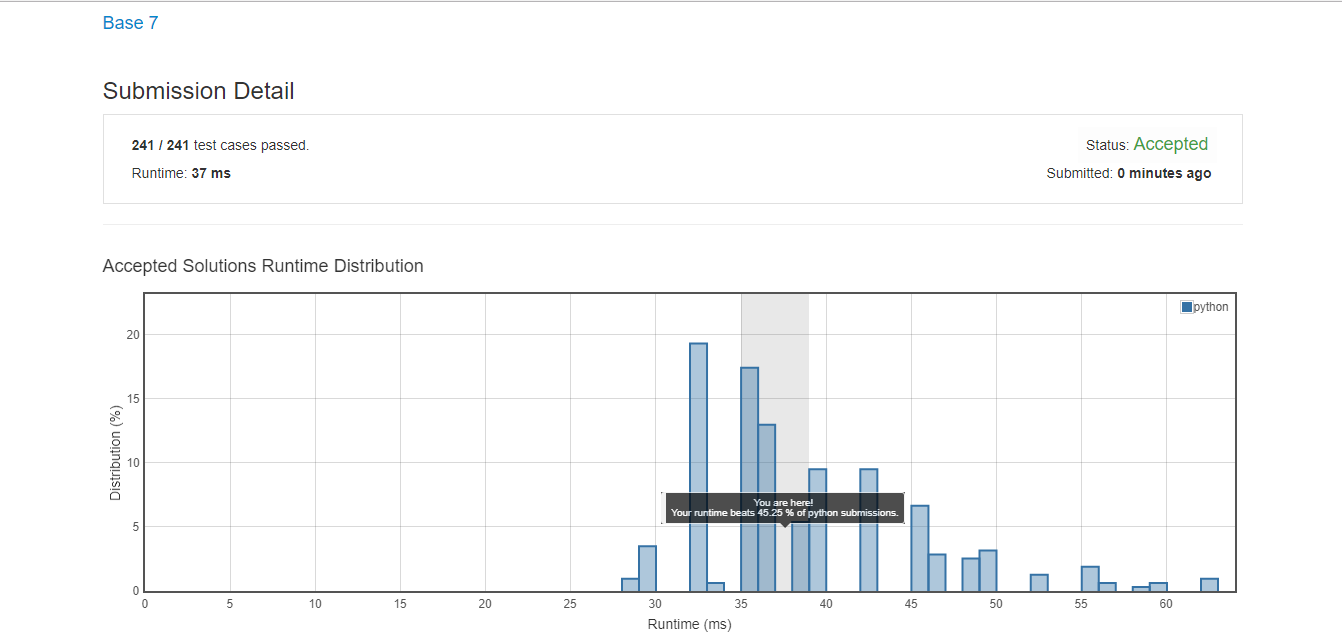 Base 7
Submission Detail
241 / 241 test cases passed.
Status: Accepted
Runtime: 37 ms
Submitted: 0 minutes ago
Accepted Solutions Runtime Distribution
python
20
15
10
5
0
Distribution (%)
You are here!
Your runtime beats 45.25 % of python submissions.
0 5 10 15 20 25 30 35 40 45 50 55 60
Runtime (ms)